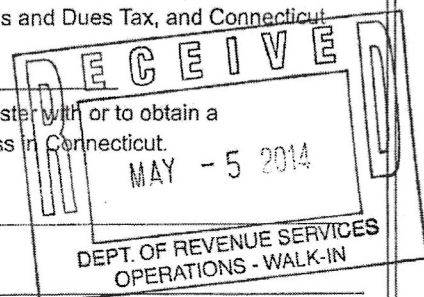 s and Dues Tax, and Connecticut
RECEIVED
ster with or to obtain a
ss in Connecticut.
MAY - 5 2014
DEPT. OF REVENUE SERVICES
OPERATIONS - WALK-IN